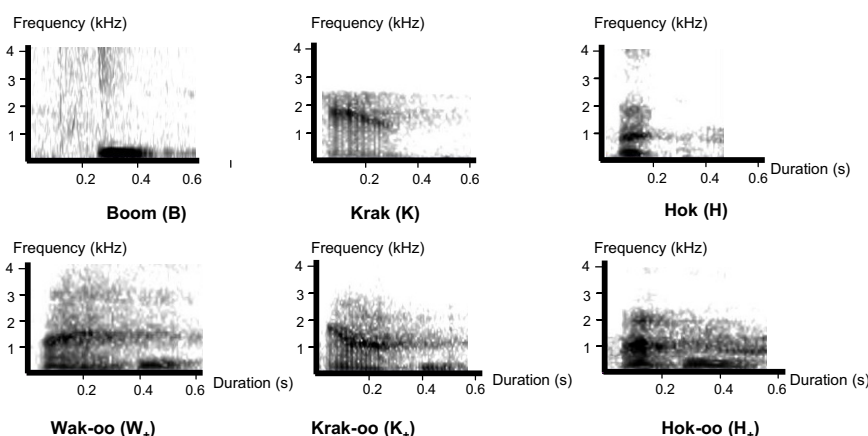 Frequency (kHz) Frequency (kHz) Frequency (kHz)
4 4 4
3 3 3
2 2 2
1 1 1
0.2 0.4 0.6 0.2 0.4 0.6 0.2 0.4 0.6 Duration (s)
Boom (B) Krak (K) Hok (H)
Frequency (kHz) Frequency (kHz) Frequency (kHz)
4 4 4
3 3 3
2 2 2
1 1 1
0.2 0.4 0.6 Duration (s) 0.2 0.4 0.6 Duration (s) 0.2 0.4 0.6 Duration (s)
Wak-oo (W+) Krak-oo (K+) Hok-oo (H+)